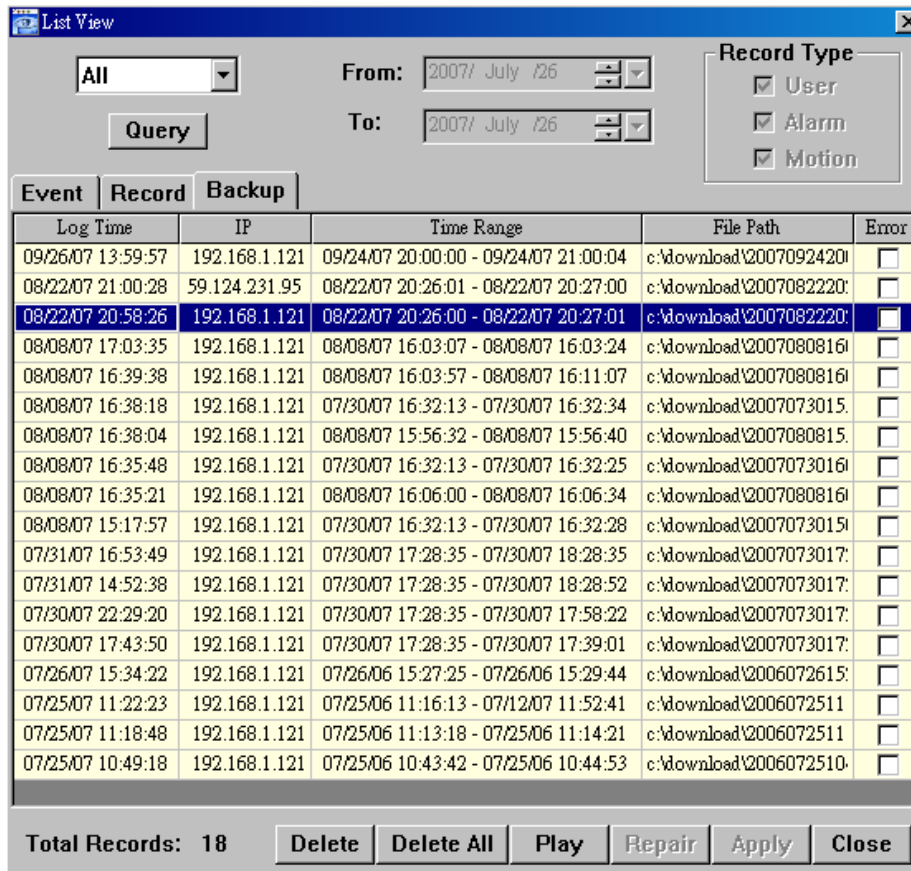 List View
All
From: 2007/ July /26
Record Type
User
Query
To: 2007/ July /26
Alarm
Motion
Event Record Backup
Log Time IP Time Range File Path Error
09/26/07 13:59:57 192.168.1.121 09/24/07 20:00:00 - 09/24/07 21:00:04 c:\download\2007092420
08/22/07 21:00:28 59.124.231.95 08/22/07 20:26:01 - 08/22/07 20:27:00 c:\download\2007082220
08/22/07 20:58:26 192.168.1.121 08/22/07 20:26:00 - 08/22/07 20:27:01 c:\download\2007082220
08/08/07 17:03:35 192.168.1.121 08/08/07 16:03:07 - 08/08/07 16:03:24 c:\download\2007080816
08/08/07 16:39:38 192.168.1.121 08/08/07 16:03:57 - 08/08/07 16:11:07 c:\download\2007080816
08/08/07 16:38:18 192.168.1.121 07/30/07 16:32:13 - 07/30/07 16:32:34 c:\download\2007073015
08/08/07 16:38:04 192.168.1.121 08/08/07 15:56:32 - 08/08/07 15:56:40 c:\download\2007080815
08/08/07 16:35:48 192.168.1.121 07/30/07 16:32:13 - 07/30/07 16:32:25 c:\download\2007073016
08/08/07 16:35:21 192.168.1.121 08/08/07 16:06:00 - 08/08/07 16:06:34 c:\download\2007080816
08/08/07 15:17:57 192.168.1.121 07/30/07 16:32:13 - 07/30/07 16:32:28 c:\download\2007073015
07/31/07 16:53:49 192.168.1.121 07/30/07 17:28:35 - 07/30/07 18:28:35 c:\download\2007073017
07/31/07 14:52:38 192.168.1.121 07/30/07 17:28:35 - 07/30/07 18:28:52 c:\download\2007073017
07/30/07 22:29:20 192.168.1.121 07/30/07 17:28:35 - 07/30/07 17:58:22 c:\download\2007073017
07/30/07 17:43:50 192.168.1.121 07/30/07 17:28:35 - 07/30/07 17:39:01 c:\download\2007073017
07/26/07 15:34:22 192.168.1.121 07/26/06 15:27:25 - 07/26/06 15:29:44 c:\download\2006072615
07/25/07 11:22:23 192.168.1.121 07/25/06 11:16:13 - 07/12/07 11:52:41 c:\download\2006072511
07/25/07 11:18:48 192.168.1.121 07/25/06 11:13:18 - 07/25/06 11:14:21 c:\download\2006072511
07/25/07 10:49:18 192.168.1.121 07/25/06 10:43:42 - 07/25/06 10:44:53 c:\download\2006072510
Total Records: 18 Delete Delete All Play Repair Apply Close